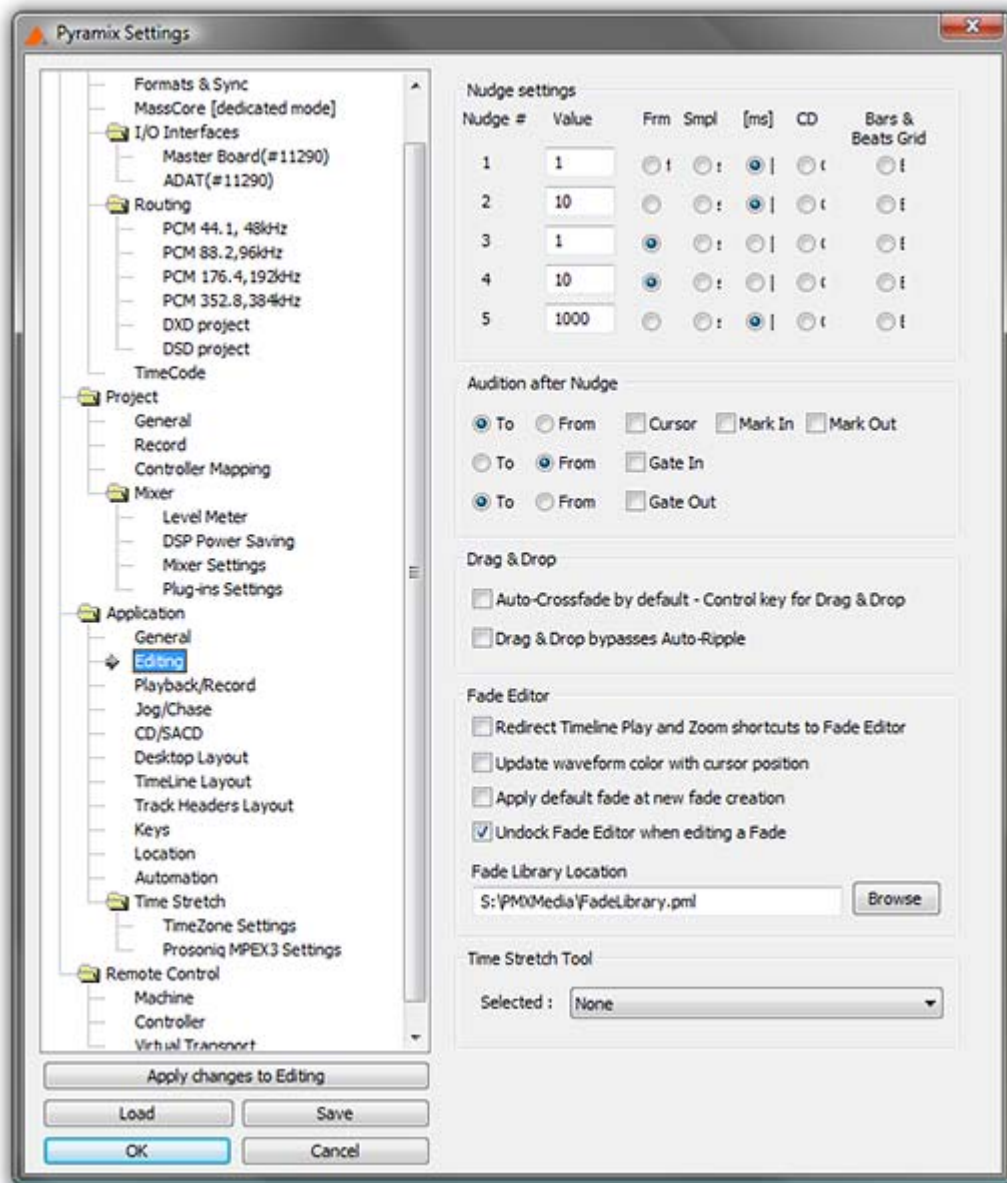 Pyramix Settings
Formats & Sync
MassCore [dedicated mode]
I/O Interfaces
Master Board(#11290)
ADAT(#11290)
Routing
PCM 44.1, 48kHz
PCM 88.2,96kHz
PCM 176.4,192kHz
PCM 352.8,384kHz
DXD project
DSD project
TimeCode
Project
General
Record
Controller Mapping
Mixer
Level Meter
DSP Power Saving
Mixer Settings
Plug-ins Settings
Application
General
Editing
Playback/Record
Jog/Chase
CD/SACD
Desktop Layout
TimeLine Layout
Track Headers Layout
Keys
Location
Automation
Time Stretch
TimeZone Settings
Prosoniq MPEX3 Settings
Remote Control
Machine
Controller
Virtual Transport
Apply changes to Editing
Load Save
OK Cancel
Nudge settings
Nudge # Value Frm Smpl [ms] CD Bars &
Beats Grid
1 1
2 10
3 1
4 10
5 1000
Audition after Nudge
To From Cursor Mark In Mark Out
To From Gate In
To From Gate Out
Drag & Drop
Auto-Crossfade by default - Control key for Drag & Drop
Drag & Drop bypasses Auto-Ripple
Fade Editor
Redirect Timeline Play and Zoom shortcuts to Fade Editor
Update waveform color with cursor position
Apply default fade at new fade creation
Undock Fade Editor when editing a Fade
Fade Library Location
S:\PMXMedia\FadeLibrary.pml Browse
Time Stretch Tool
Selected : None